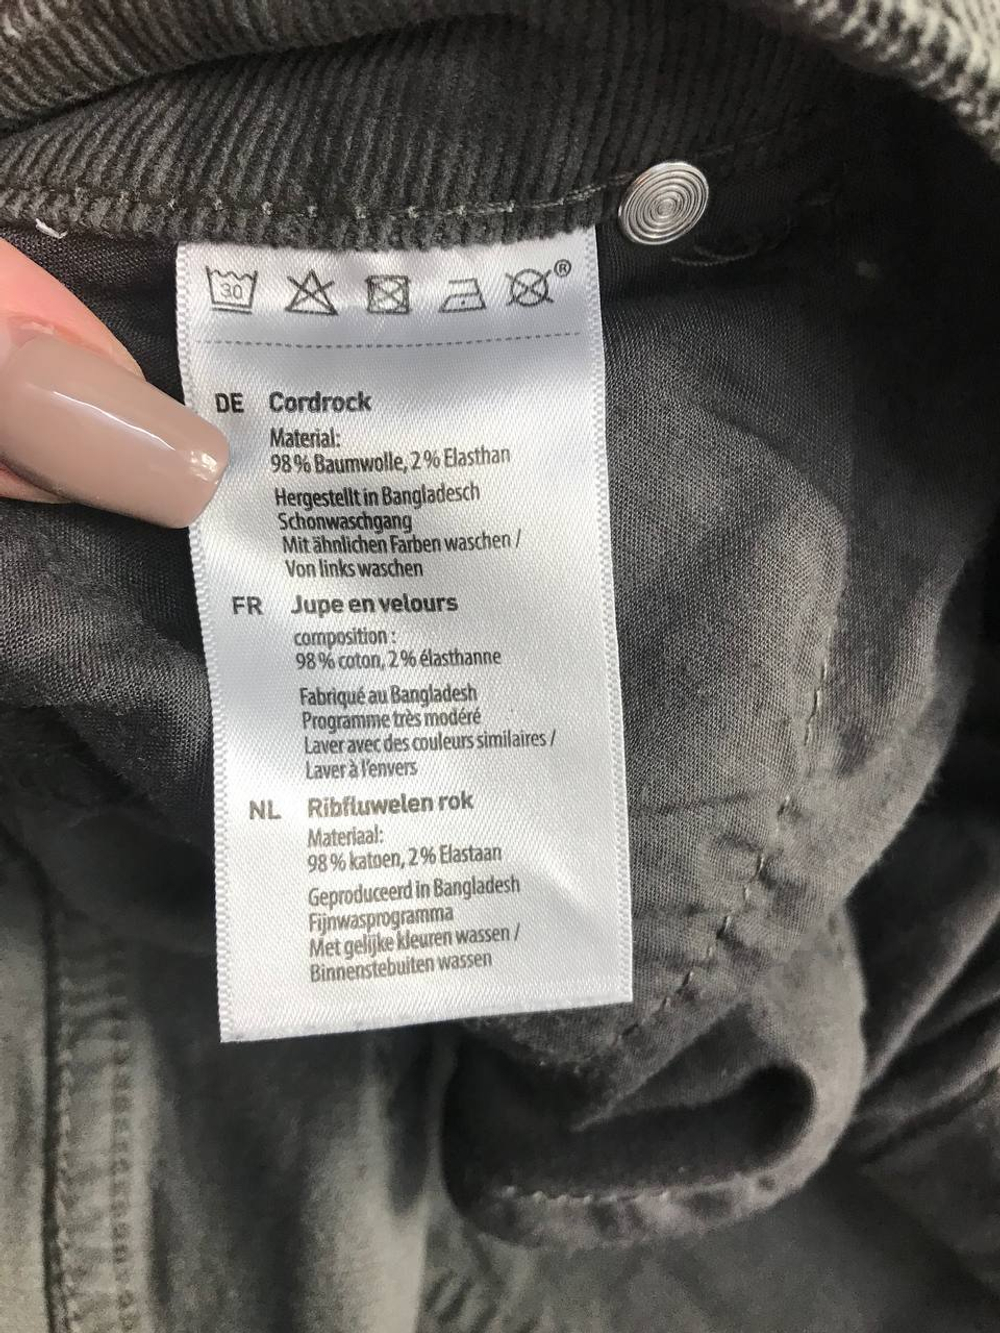 30
®
DE Cordrock
Material:
98% Baumwolle, 2% Elasthan
Hergestellt in Bangladesch
Schonwaschgang
Mit ähnlichen Farben waschen /
Von links waschen
FR Jupe en velours
composition :
98% coton, 2% élasthanne
Fabriqué au Bangladesh
Programme très modéré
Laver avec des couleurs similaires /
Laver à l'envers
NL Ribfluwelen rok
Materiaal:
98% katoen, 2% Elastaan
Geproduceerd in Bangladesh
Fijnwasprogramma
Met gelijke kleuren wassen /
Binnenstebuiten wassen